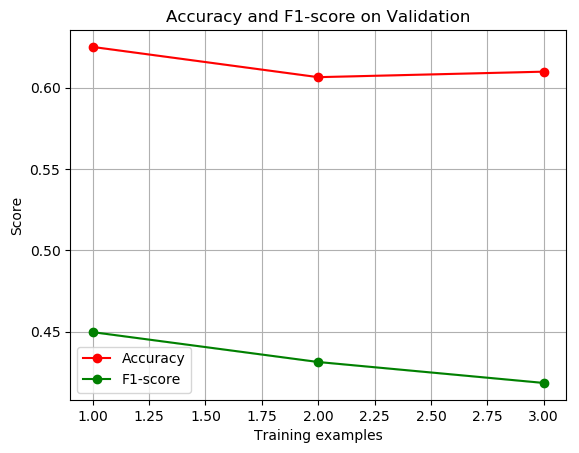 Accuracy and F1-score on Validation
Score
0.60
0.55
0.50
0.45
Accuracy
F1-score
1.00 1.25 1.50 1.75 2.00 2.25 2.50 2.75 3.00
Training examples